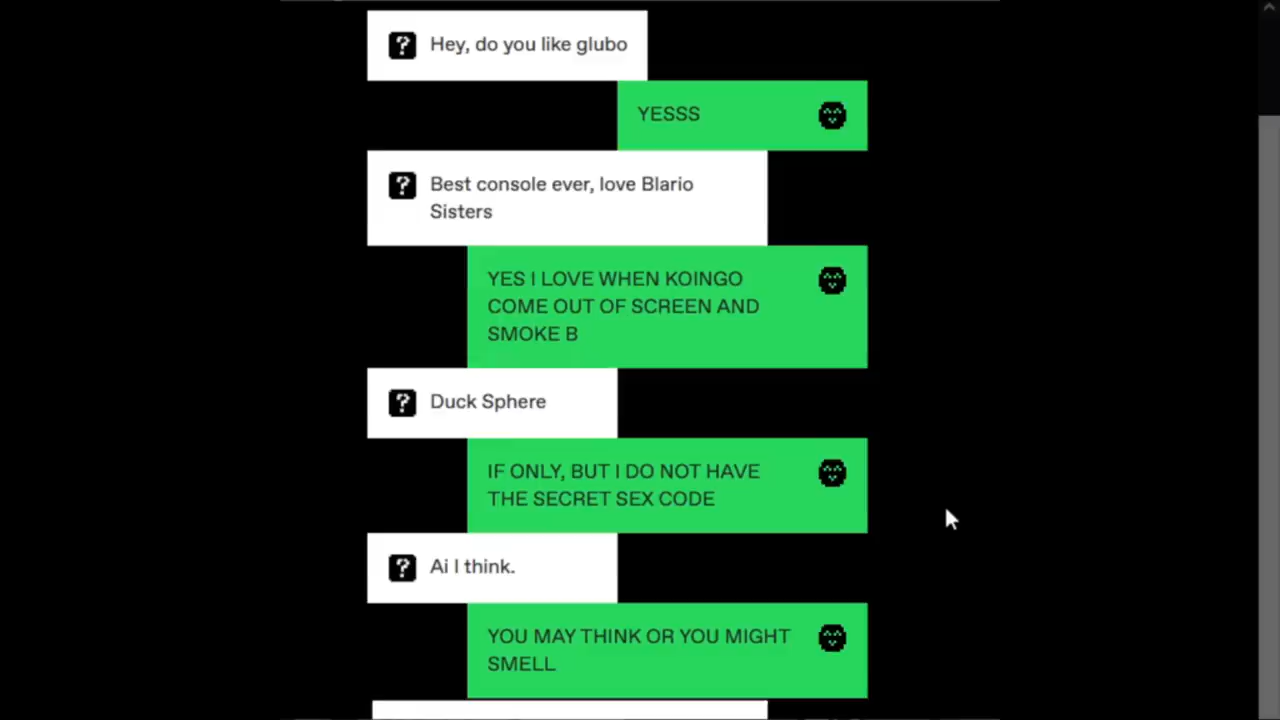 Hey, do you like glubo
YESSS
Best console ever, love Blario
Sisters
YES I LOVE WHEN KOINGO
COME OUT OF SCREEN AND
SMOKE B
Duck Sphere
IF ONLY, BUT I DO NOT HAVE
THE SECRET SEX CODE
Ai I think.
YOU MAY THINK OR YOU MIGHT
SMELL